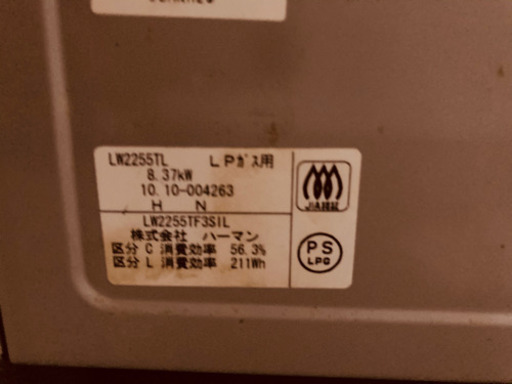 LW2255TL LPガス用
8.37kW
10.10-004263
H N
LW2255TF3SIL
株式会社 ハーマン
区分 C 消費効率 56.3%
区分 L 消費効率 211Wh
JIA認証
PS
LPG